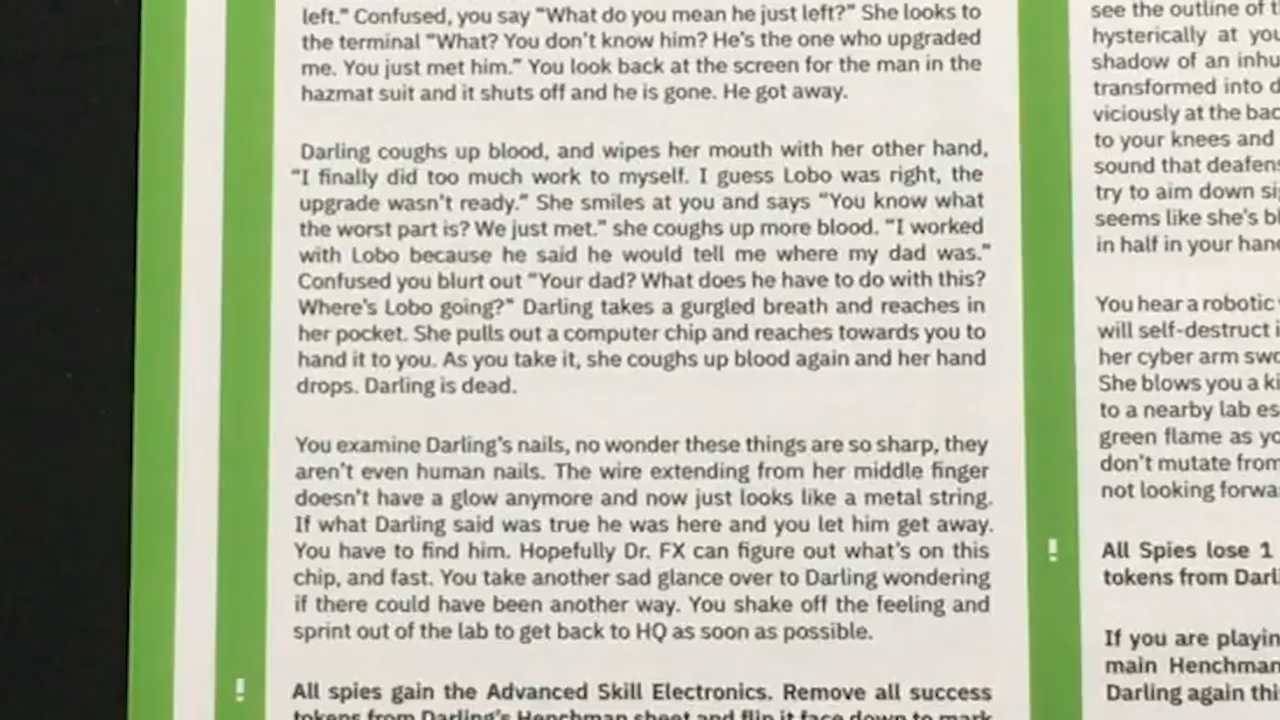 left.” Confused, you say “What do you mean he just left?” She looks to
the terminal “What? You don’t know him? He’s the one who upgraded
me. You just met him.” You look back at the screen for the man in the
hazmat suit and it shuts off and he is gone. He got away.
Darling coughs up blood, and wipes her mouth with her other hand,
“I finally did too much work to myself. I guess Lobo was right, the
upgrade wasn’t ready.” She smiles at you and says “You know what
the worst part is? We just met.” she coughs up more blood. “I worked
with Lobo because he said he would tell me where my dad was.”
Confused you blurt out “Your dad? What does he have to do with this?
Where’s Lobo going?” Darling takes a gurgled breath and reaches in
her pocket. She pulls out a computer chip and reaches towards you to
hand it to you. As you take it, she coughs up blood again and her hand
drops. Darling is dead.
You examine Darling’s nails, no wonder these things are so sharp, they
aren’t even human nails. The wire extending from her middle finger
doesn’t have a glow anymore and now just looks like a metal string.
If what Darling said was true he was here and you let him get away.
You have to find him. Hopefully Dr. FX can figure out what’s on this
chip, and fast. You take another sad glance over to Darling wondering
if there could have been another way. You shake off the feeling and
sprint out of the lab to get back to HQ as soon as possible.
!
All spies gain the Advanced Skill Electronics. Remove all success
tokens from Darling’s Henchman sheet and flip it face down to mark
see the outline of
hysterically at
shadow of an
transformed into
viciously at the
to your knees and
sound that
try to aim down
seems like she’s
in half in your
You hear a robotic
will self-destruct
her cyber arm
She blows you a
to a nearby lab
green flame as
don’t mutate from
not looking
!
All Spies lose 1
tokens from
If you are
main
Darling again